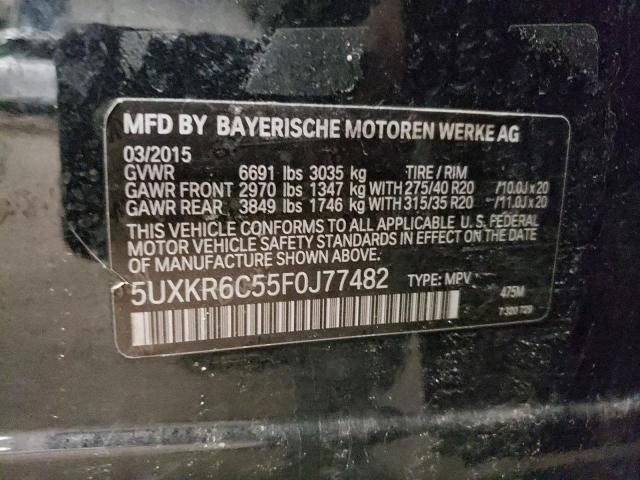 MFD BY BAYERISCHE MOTOREN WERKE AG
03/2015
GVWR 6691 lbs 3035 kg TIRE / RIM
GAWR FRONT 2970 lbs 1347 kg WITH 275/40 R20 /10.0J x 20
GAWR REAR 3849 lbs 1746 kg WITH 315/35 R20 /11.0J x 20
THIS VEHICLE CONFORMS TO ALL APPLICABLE U. S. FEDERAL
MOTOR VEHICLE SAFETY STANDARDS IN EFFECT ON THE DATE
OF MANUFACTURE SHOWN ABOVE.
5UXKR6C55F0J77482 TYPE: MPV 475M
7 320 729